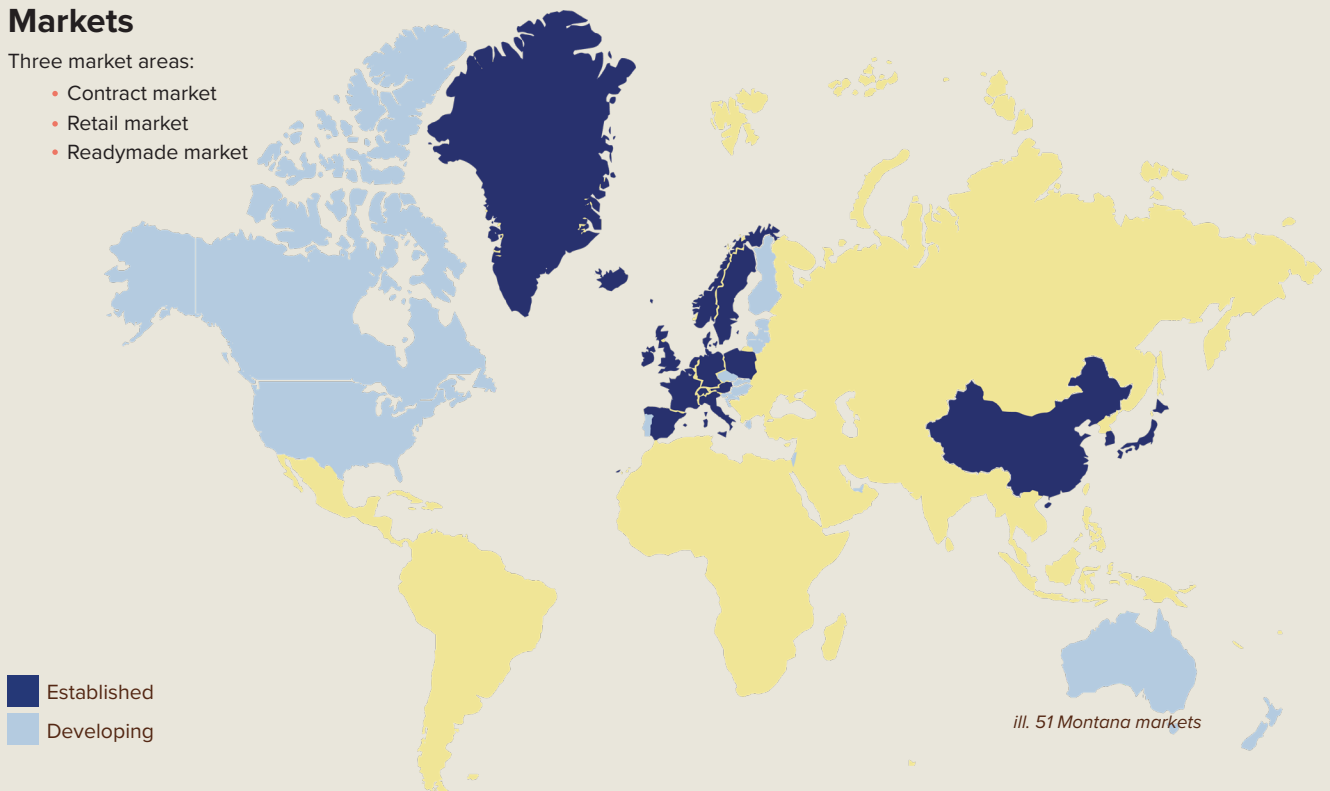 Markets
Three market areas:
• Contract market
• Retail market
• Readymade market
Established
Developing
ill. 51 Montana markets